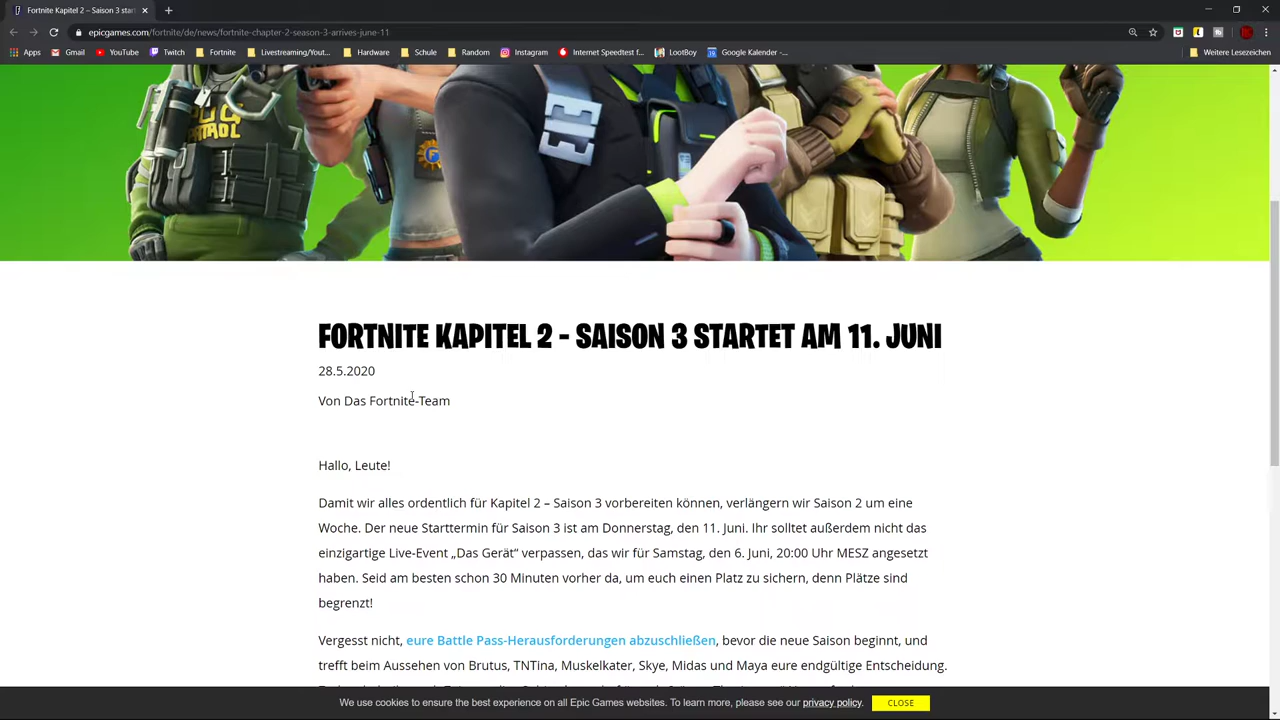 Fortnite Kapitel 2 – Saison 3 star
epicgames.com/fortnite/de/news/fortnite-chapter-2-season-3-arrives-june-11
Apps Gmail YouTube Twitch Fortnite Livestreaming/Yout... Hardware Schule Random Instagram Internet Speedtest f... LootBoy Google Kalender -... Weitere Lesezeichen
PATROL
FORTNITE KAPITEL 2 - SAISON 3 STARTET AM 11. JUNI
28.5.2020
Von Das Fortnite-Team
Hallo, Leute!
Damit wir alles ordentlich für Kapitel 2 – Saison 3 vorbereiten können, verlängern wir Saison 2 um eine
Woche. Der neue Starttermin für Saison 3 ist am Donnerstag, den 11. Juni. Ihr solltet außerdem nicht das
einzigartige Live-Event „Das Gerät“ verpassen, das wir für Samstag, den 6. Juni, 20:00 Uhr MESZ angesetzt
haben. Seid am besten schon 30 Minuten vorher da, um euch einen Platz zu sichern, denn Plätze sind
begrenzt!
Vergesst nicht, eure Battle Pass-Herausforderungen abzuschließen, bevor die neue Saison beginnt, und
trefft beim Aussehen von Brutus, TNTina, Muskelkater, Skye, Midas und Maya eure endgültige Entscheidung.
We use cookies to ensure the best experience on all Epic Games websites. To learn more, please see our privacy policy. CLOSE